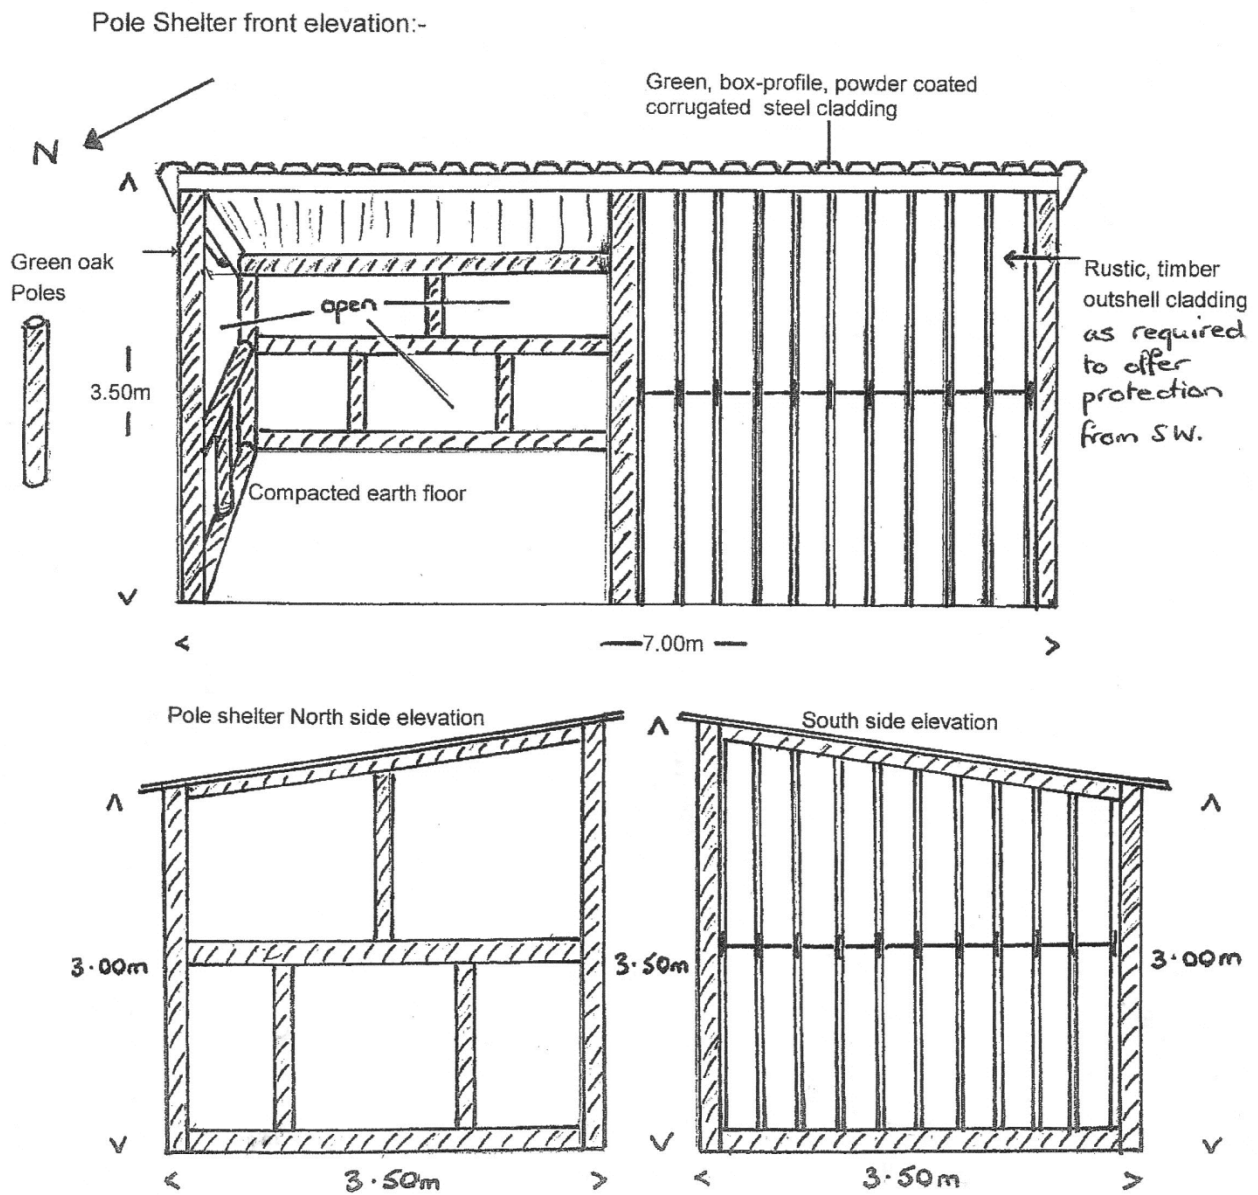 Pole Shelter front elevation:-
Green, box-profile, powder coated
corrugated steel cladding
N
Green oak
Poles
3.50m
open
Rustic, timber
outshell cladding
as required
to offer
protection
from SW.
Compacted earth floor
7.00m
Pole shelter North side elevation
South side elevation
3.00m
3.50m
3.00m
3.50m
3.50m